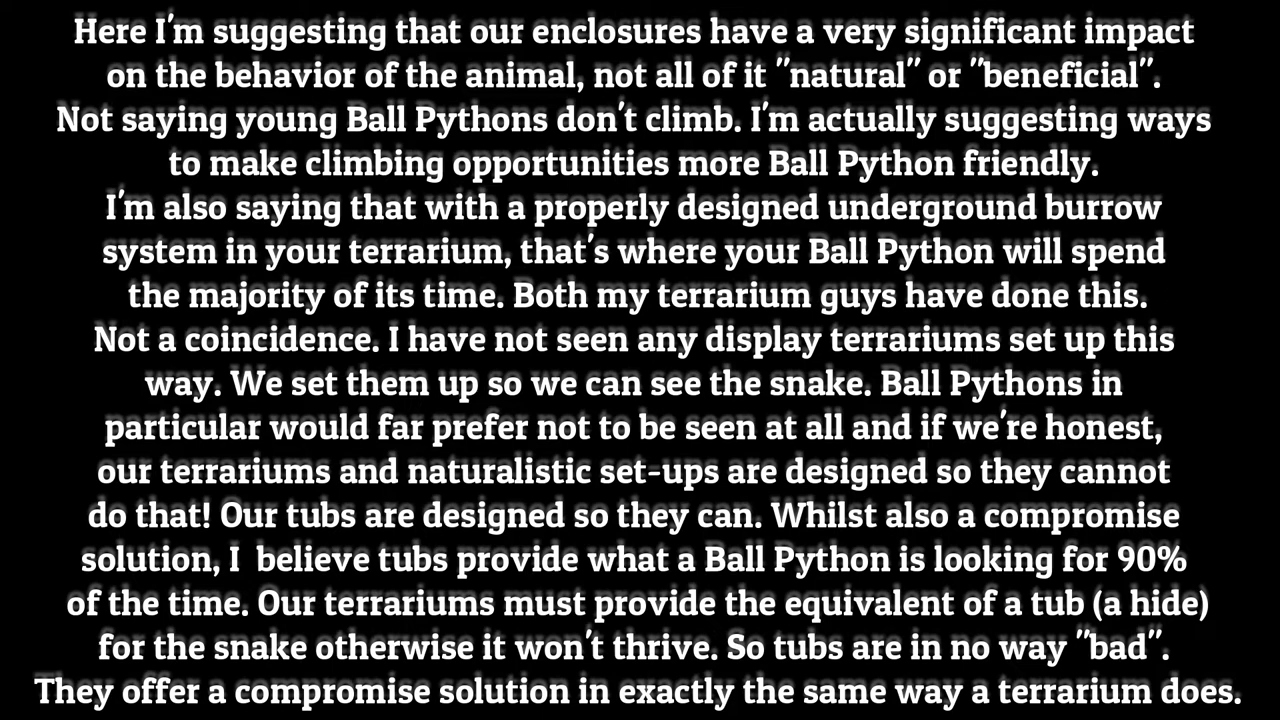 Here I'm suggesting that our enclosures have a very significant impact
on the behavior of the animal, not all of it "natural" or "beneficial".
Not saying young Ball Pythons don't climb. I'm actually suggesting ways
to make climbing opportunities more Ball Python friendly.
I'm also saying that with a properly designed underground burrow
system in your terrarium, that's where your Ball Python will spend
the majority of its time. Both my terrarium guys have done this.
Not a coincidence. I have not seen any display terrariums set up this
way. We set them up so we can see the snake. Ball Pythons in
particular would far prefer not to be seen at all and if we're honest,
our terrariums and naturalistic set-ups are designed so they cannot
do that! Our tubs are designed so they can. Whilst also a compromise
solution, I  believe tubs provide what a Ball Python is looking for 90%
of the time. Our terrariums must provide the equivalent of a tub (a hide)
for the snake otherwise it won't thrive. So tubs are in no way "bad".
They offer a compromise solution in exactly the same way a terrarium does.